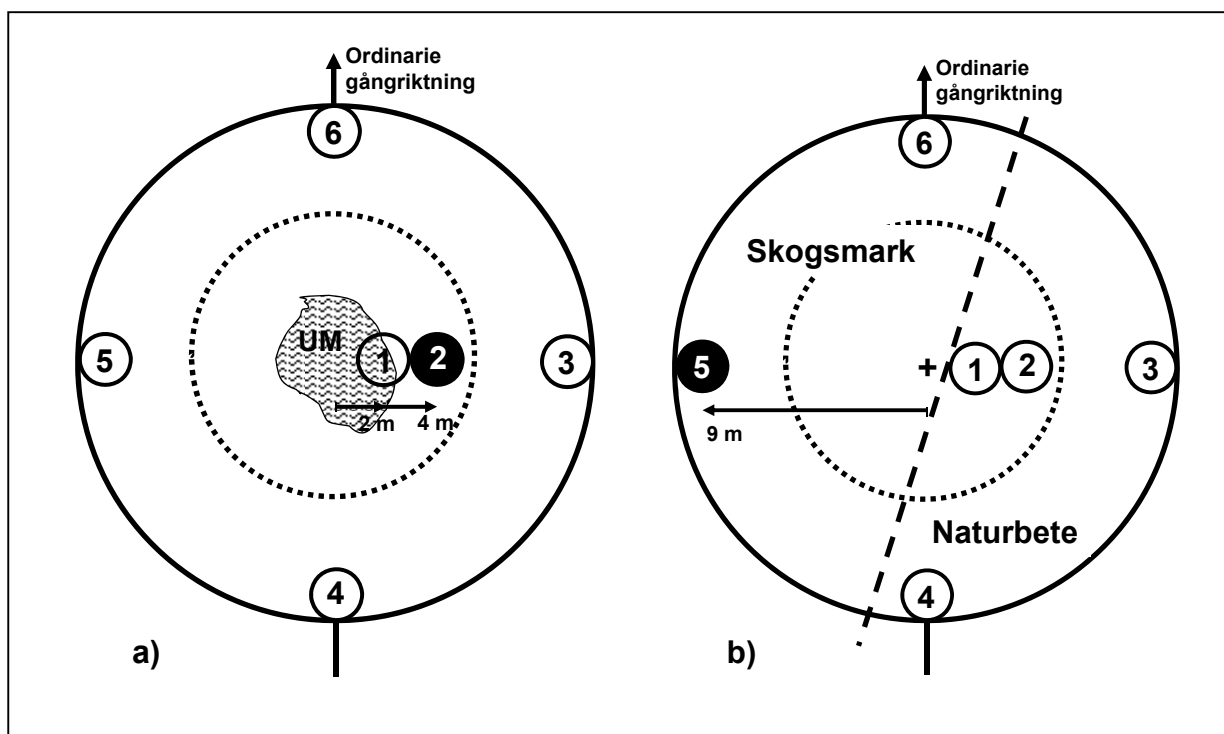 Ordinarie
gångriktning
6
UM
5
1
2
3
2 m
4 m
4
a)
Ordinarie
gångriktning
6
Skogsmark
5
+
1
2
3
9 m
Naturbete
4
b)